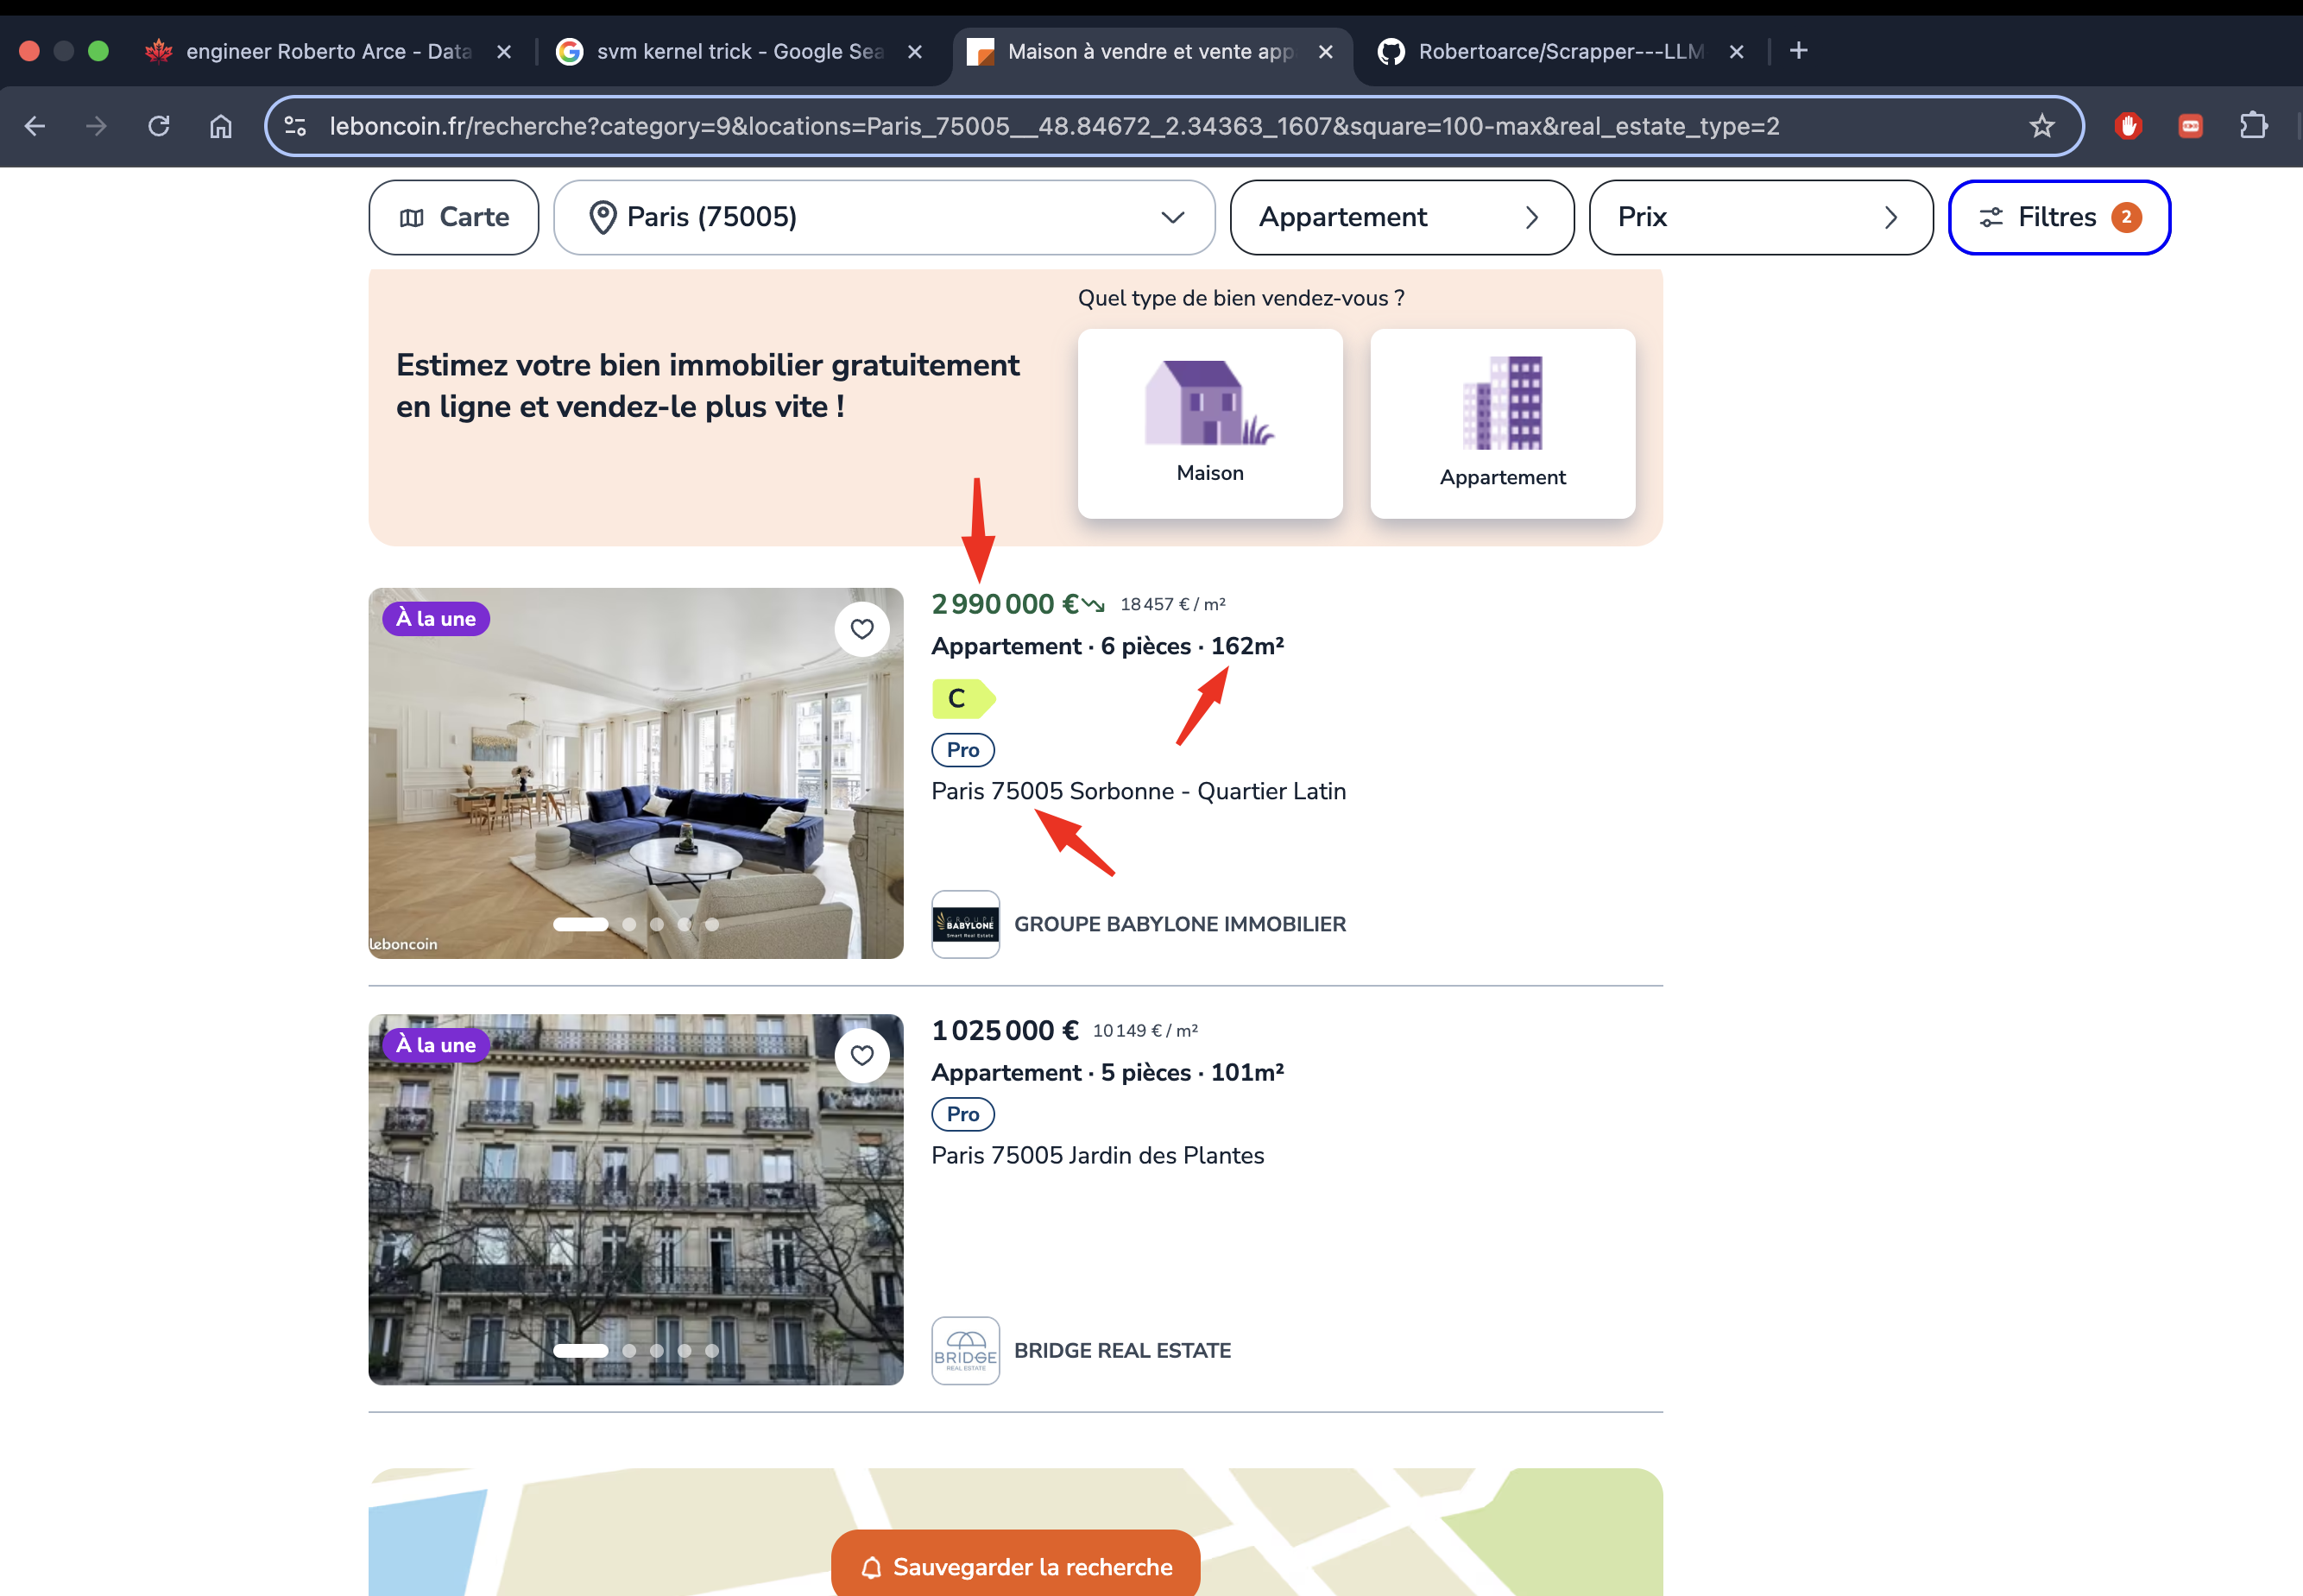 engineer Roberto Arce - Data
svm kernel trick - Google Sea
Maison à vendre et vente app
Robertoarce/Scrapper---LLM
leboncoin.fr/recherche?category=9&locations=Paris_75005__48.84672_2.34363_1607&square=100-max&real_estate_type=2
Carte
Paris (75005)
Appartement
Prix
Filtres 2
Quel type de bien vendez-vous ?
Estimez votre bien immobilier gratuitement
en ligne et vendez-le plus vite !
Maison
Appartement
À la une
leboncoin
2 990 000 € 18 457 € / m²
Appartement · 6 pièces · 162m²
C
Pro
Paris 75005 Sorbonne - Quartier Latin
GROUPE
BABYLONE
Smart Real Estate
GROUPE BABYLONE IMMOBILIER
À la une
1 025 000 € 10 149 € / m²
Appartement · 5 pièces · 101m²
Pro
Paris 75005 Jardin des Plantes
BRIDGE
REAL ESTATE
BRIDGE REAL ESTATE
Sauvegarder la recherche